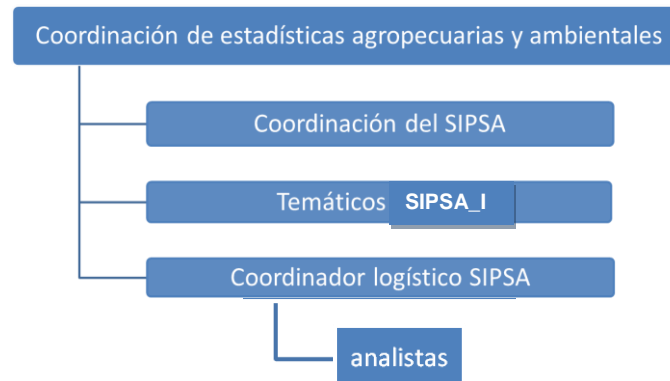 Coordinación de estadísticas agropecuarias y ambientales
Coordinación del SIPSA
Temáticos SIPSA_I
Coordinador logístico SIPSA
analistas